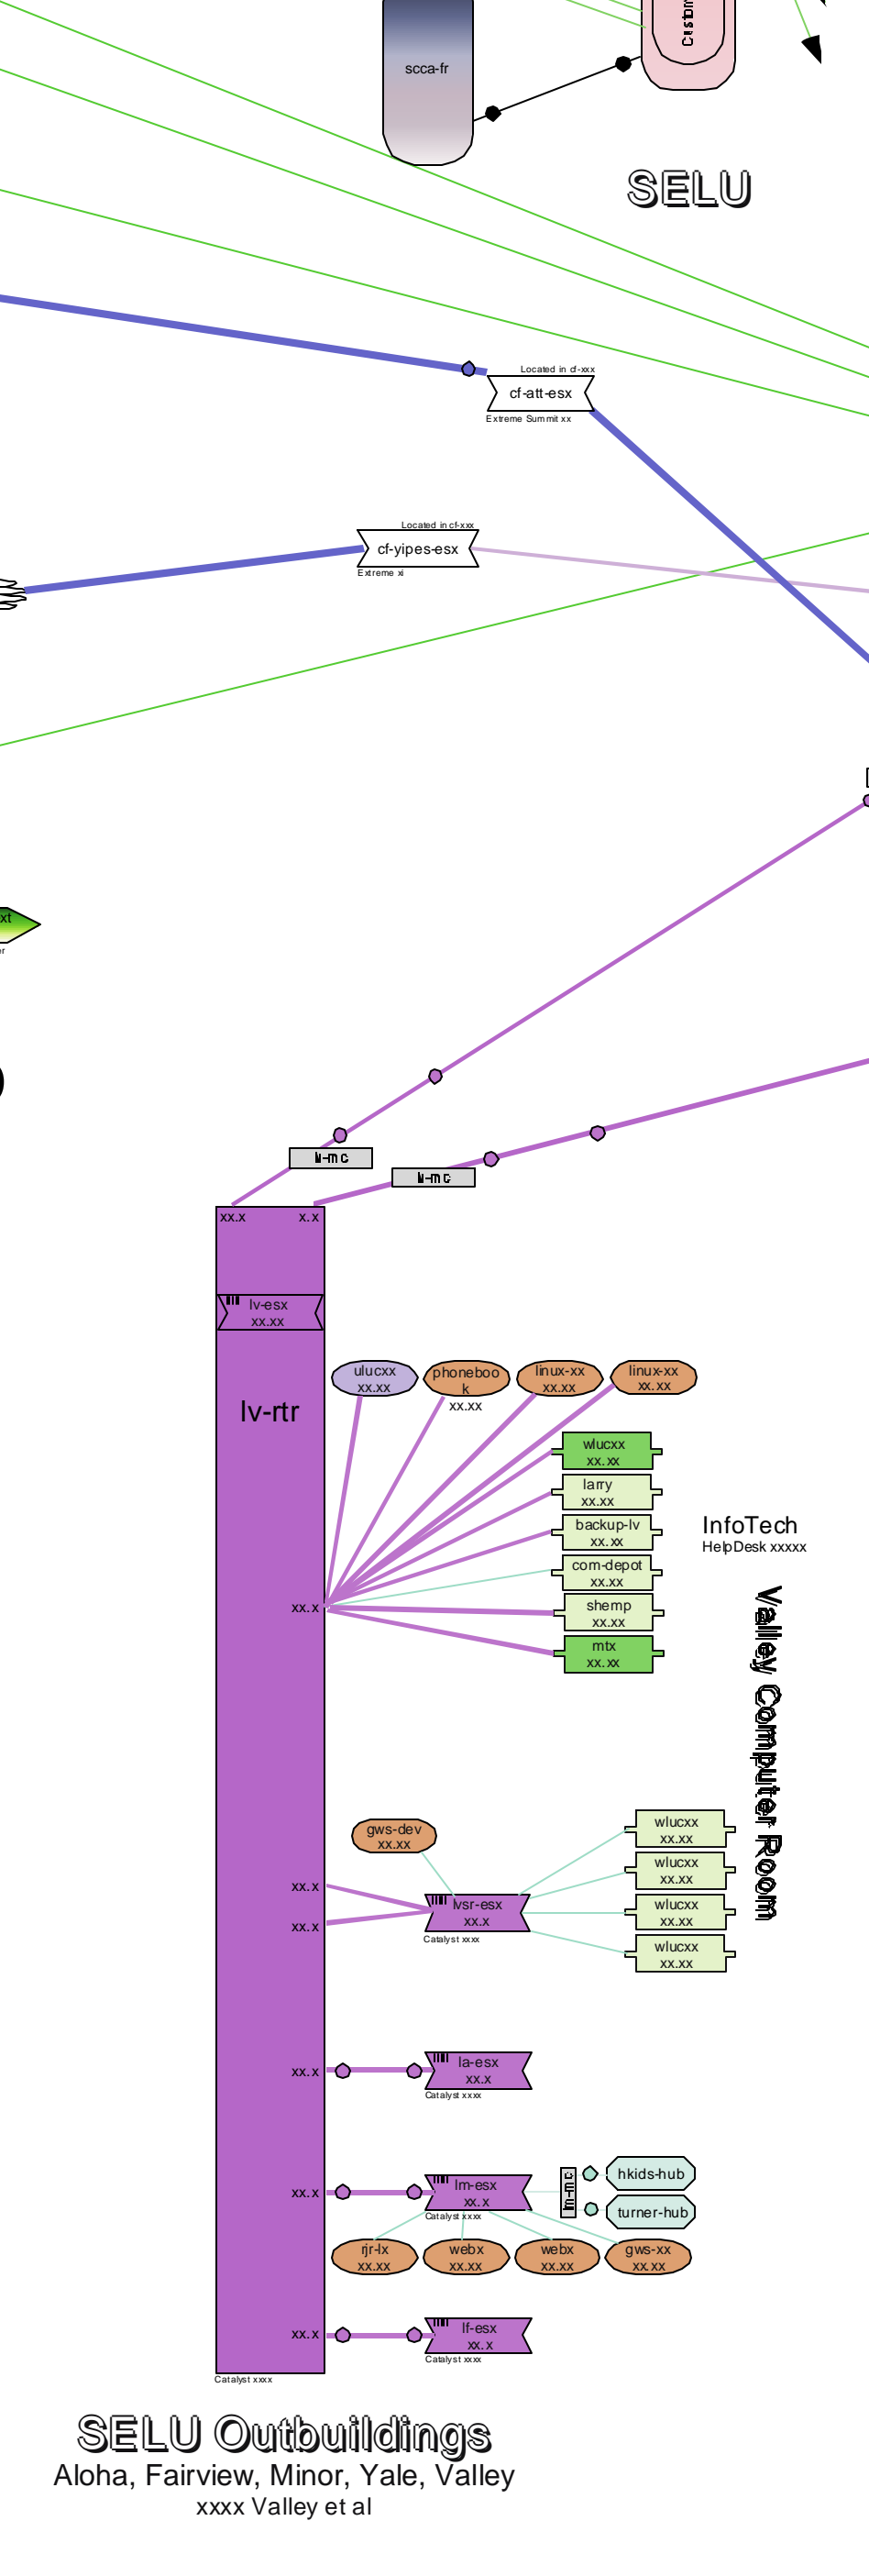 Custom
scca-fr
SELU
Located in cf-xxx
cf-att-esx
Extreme Summit xx
Located in cf-xxx
cf-yipes-esx
Extreme xi
xt
er
xx.x
x.x
lv-esx
xx.xx
lv-rtr
ulucxx
xx.xx
phoneboo
k
xx.xx
linux-xx
xx.xx
linux-xx
xx.xx
wlucxx
xx.xx
larry
xx.xx
backup-lv
xx.xx
com-depot
xx.xx
shemp
xx.xx
mtx
xx.xx
xx.x
InfoTech
HelpDesk xxxxx
Valley Computer Room
gws-dev
xx.xx
xx.x
xx.x
lvsr-esx
xx.x
Catalyst xxxx
wlucxx
xx.xx
wlucxx
xx.xx
wlucxx
xx.xx
wlucxx
xx.xx
xx.x
la-esx
xx.x
Catalyst xxxx
xx.x
lm-esx
xx.x
Catalyst xxxx
lm-mc
hkids-hub
turner-hub
rjr-lx
xx.xx
webx
xx.xx
webx
xx.xx
gws-xx
xx.xx
xx.x
lf-esx
xx.x
Catalyst xxxx
Catalyst xxxx
SELU Outbuildings
Aloha, Fairview, Minor, Yale, Valley
xxxx Valley et al